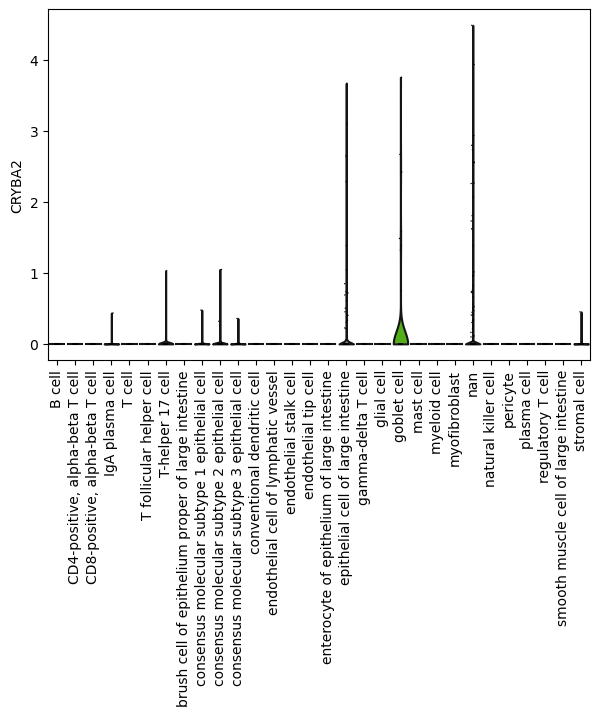 4
3
2
1
0
CRYBA2
B cell
CD4-positive, alpha-beta T cell
CD8-positive, alpha-beta T cell
IgA plasma cell
T cell
T follicular helper cell
T-helper 17 cell
brush cell of epithelium proper of large intestine
consensus molecular subtype 1 epithelial cell
consensus molecular subtype 2 epithelial cell
consensus molecular subtype 3 epithelial cell
conventional dendritic cell
endothelial cell of lymphatic vessel
endothelial stalk cell
endothelial tip cell
enterocyte of epithelium of large intestine
epithelial cell of large intestine
gamma-delta T cell
glial cell
goblet cell
mast cell
myeloid cell
myofibroblast
nan
natural killer cell
pericyte
plasma cell
regulatory T cell
smooth muscle cell of large intestine
stromal cell